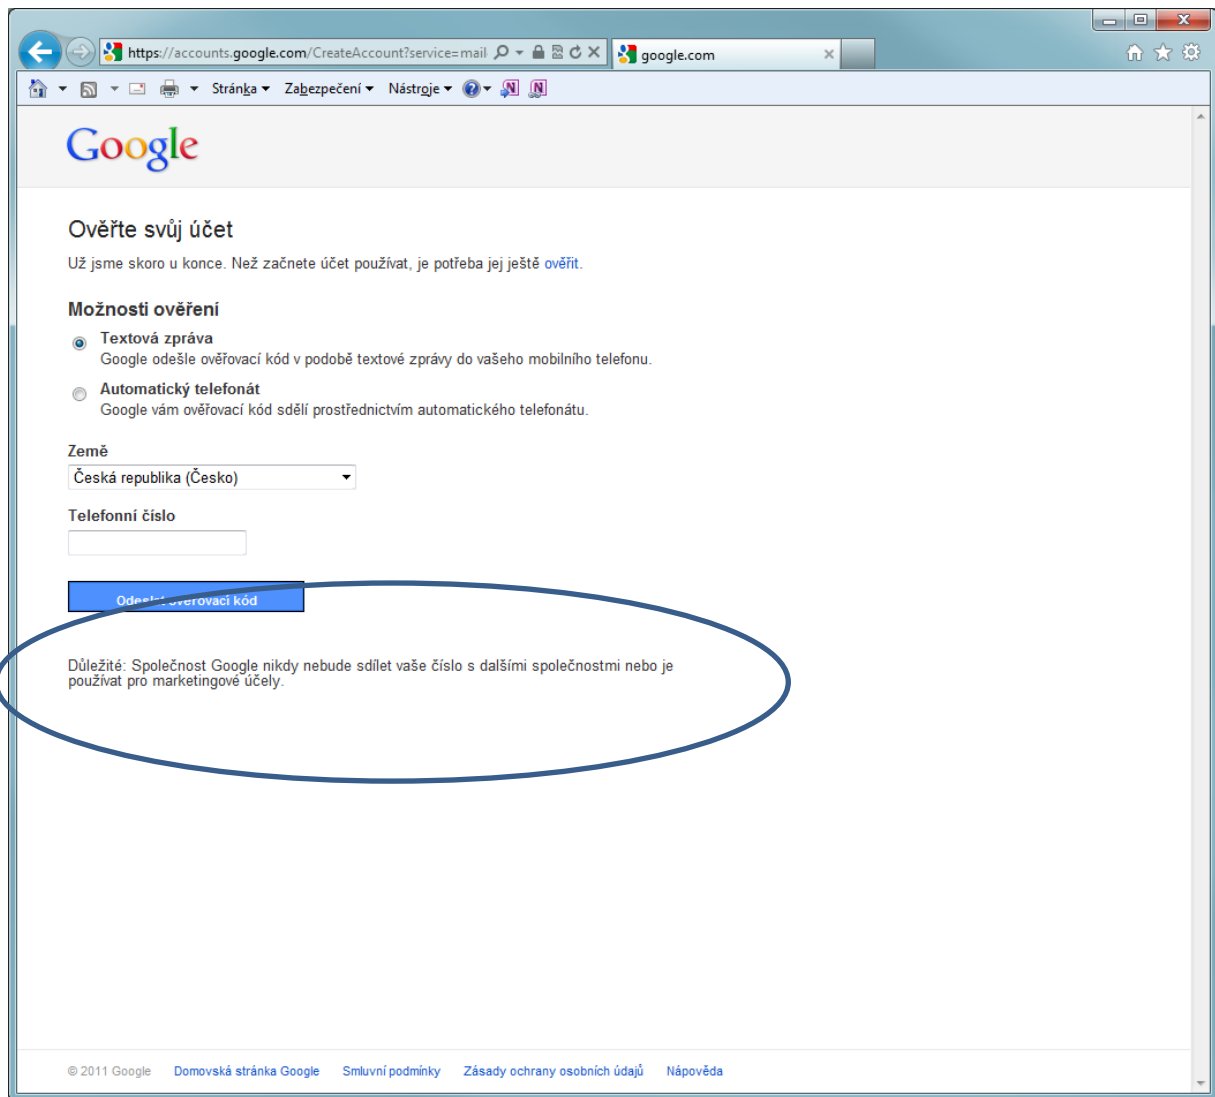 https://accounts.google.com/CreateAccount?service=mail
google.com
Stránka Zabezpečení Nástroje
Google
Ověřte svůj účet
Už jsme skoro u konce. Než začnete účet používat, je potřeba jej ještě ověřit.
Možnosti ověření
Textová zpráva
Google odešle ověřovací kód v podobě textové zprávy do vašeho mobilního telefonu.
Automatický telefonát
Google vám ověřovací kód sdělí prostřednictvím automatického telefonátu.
Země
Česká republika (Česko)
Telefonní číslo
Odeslat ověřovací kód
Důležité: Společnost Google nikdy nebude sdílet vaše číslo s dalšími společnostmi nebo je
používat pro marketingové účely.
© 2011 Google Domovská stránka Google Smluvní podmínky Zásady ochrany osobních údajů Nápověda